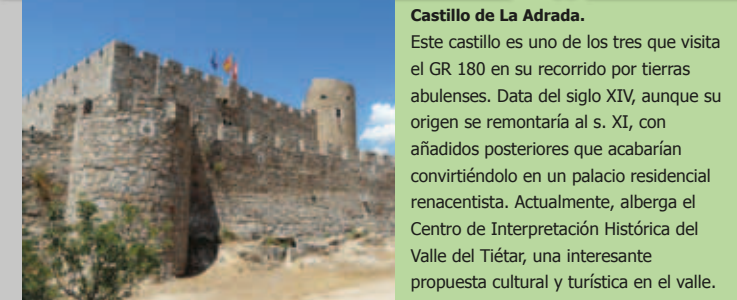 Castillo de La Adrada.
Este castillo es uno de los tres que visita
el GR 180 en su recorrido por tierras
abulenses. Data del siglo XIV, aunque su
origen se remontaría al s. XI, con
añadidos posteriores que acabarían
convirtiéndolo en un palacio residencial
renacentista. Actualmente, alberga el
Centro de Interpretación Histórica del
Valle del Tiétar, una interesante
propuesta cultural y turística en el valle.